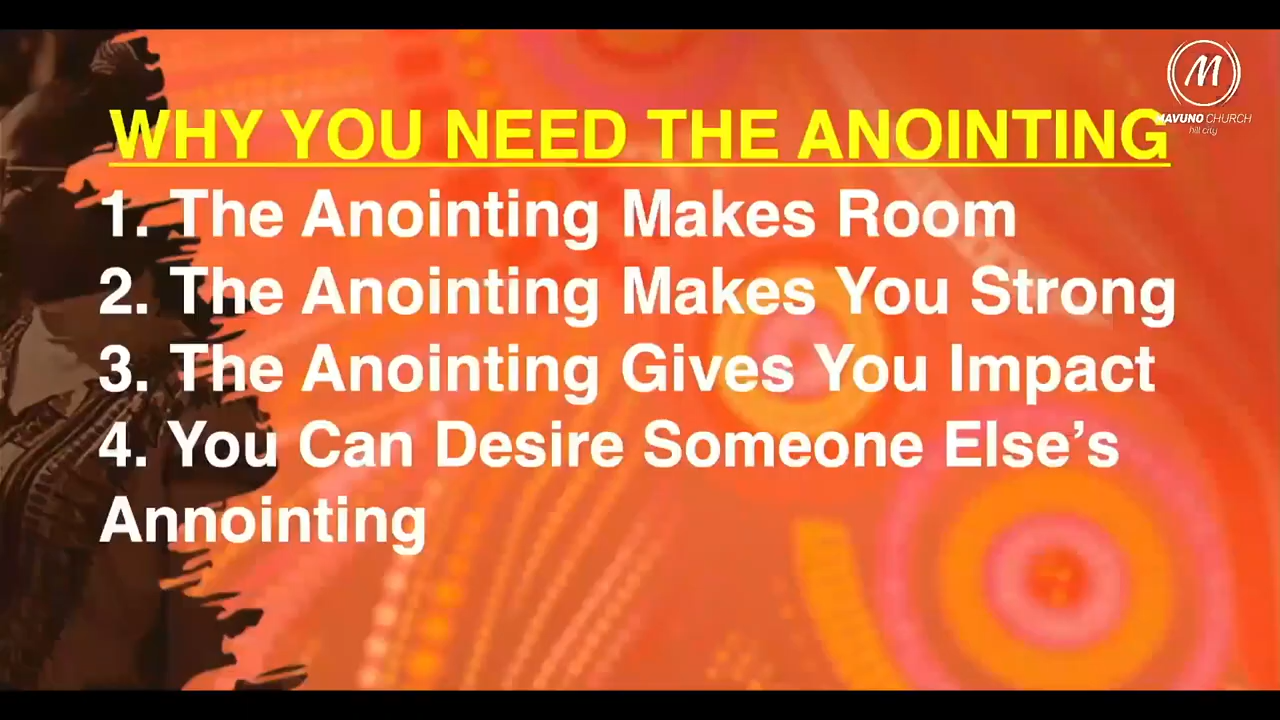 WHY YOU NEED THE ANOINTING
1. The Anointing Makes Room
2. The Anointing Makes You Strong
3. The Anointing Gives You Impact
4. You Can Desire Someone Else’s
Annointing
M
MAVUNO CHURCH
hill city